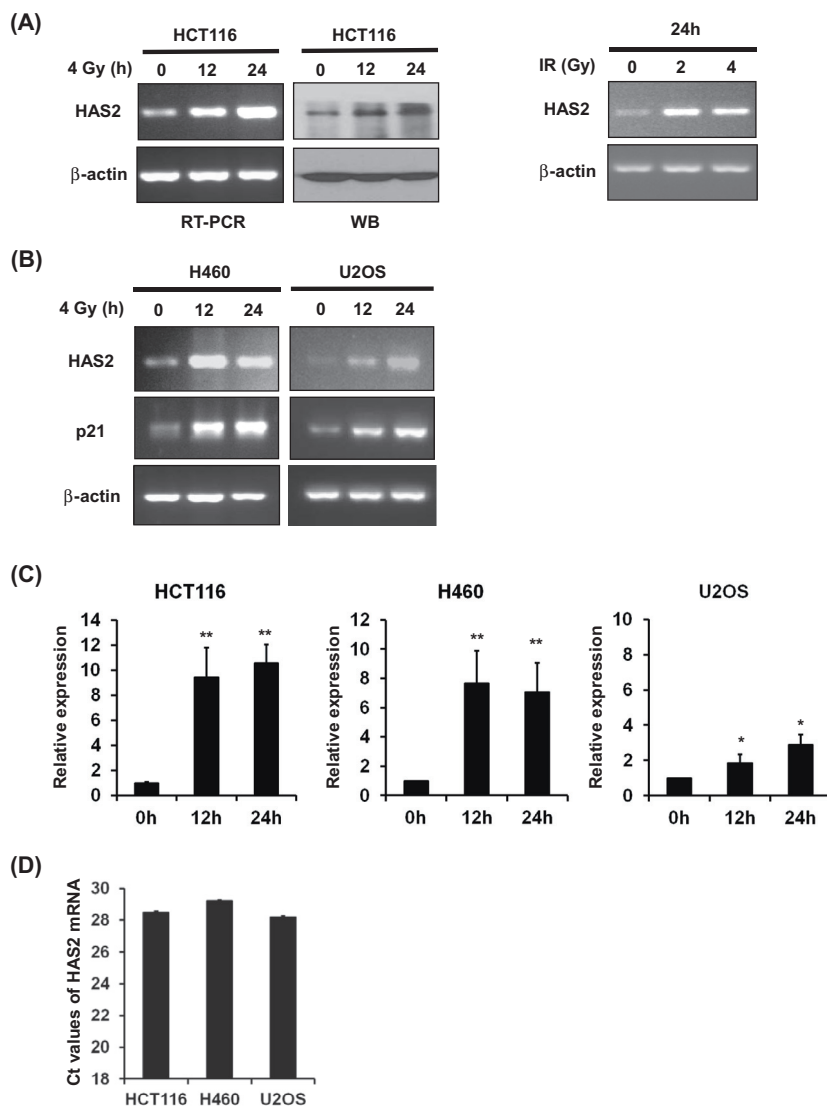 (A)
HCT116 HCT116 24h
4 Gy (h) 0 12 24 0 12 24 IR (Gy) 0 2 4
HAS2 HAS2
β-actin β-actin
RT-PCR WB
(B)
H460 U2OS
4 Gy (h) 0 12 24 0 12 24
HAS2
p21
β-actin
(C)
HCT116
Relative expression
14
12
10
8
6
4
2
0
** **
0h 12h 24h
H460
Relative expression
12
10
8
6
4
2
0
** **
0h 12h 24h
U2OS
Relative expression
10
8
6
4
2
0
* *
0h 12h 24h
(D)
Ct values of HAS2 mRNA
30
28
26
24
22
20
18
HCT116 H460 U2OS